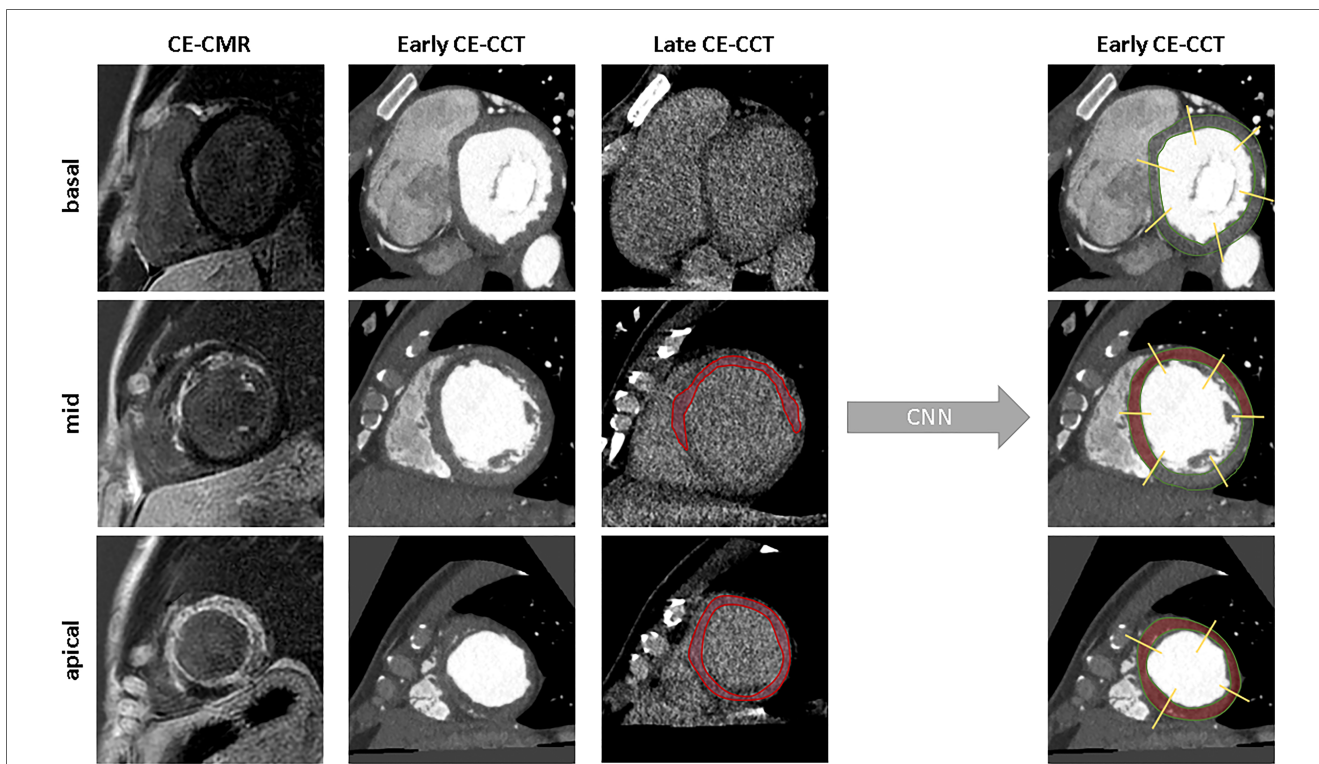 CE-CMR
Early CE-CCT
Late CE-CCT
Early CE-CCT
basal
mid
CNN
apical